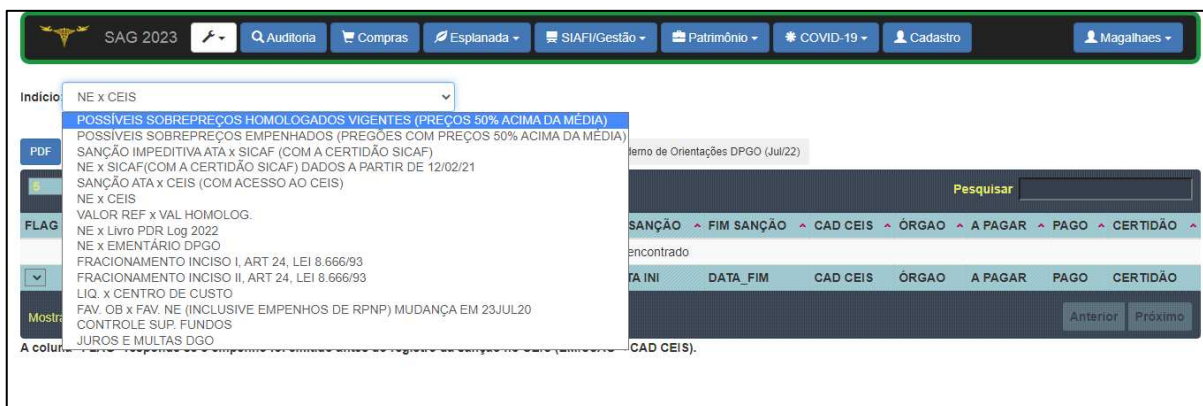 SAG 2023 Auditoria Compras Esplanada SIAFI/Gestão Patrimônio COVID-19 Cadastro Magalhaes
Indício: NE x CEIS
POSSÍVEIS SOBREPREÇOS HOMOLOGADOS VIGENTES (PREÇOS 50% ACIMA DA MÉDIA)
POSSÍVEIS SOBREPREÇOS EMPENHADOS (PREGÕES COM PREÇOS 50% ACIMA DA MÉDIA)
SANÇÃO IMPEDITIVA ATA x SICAF (COM A CERTIDÃO SICAF)
NE x SICAF(COM A CERTIDÃO SICAF) DADOS A PARTIR DE 12/02/21
SANÇÃO ATA x CEIS (COM ACESSO AO CEIS)
NE x CEIS
VALOR REF x VAL HOMOLOG.
NE x Livro PDR Log 2022
NE x EMENTÁRIO DPGO
FRACIONAMENTO INCISO I, ART 24, LEI 8.666/93
FRACIONAMENTO INCISO II, ART 24, LEI 8.666/93
LIQ. x CENTRO DE CUSTO
FAV. OB x FAV. NE (INCLUSIVE EMPENHOS DE RPNP) MUDANÇA EM 23JUL20
CONTROLE SUP. FUNDOS
JUROS E MULTAS DGO
PDF de Orientações DPGO (Jul/22)
5 Pesquisar
FLAG SANÇÃO FIM SANÇÃO CAD CEIS ÓRGAO A PAGAR PAGO CERTIDÃO
encontrado
INI DATA_FIM CAD CEIS ÓRGAO A PAGAR PAGO CERTIDÃO
Anterior Próximo
CAD CEIS).